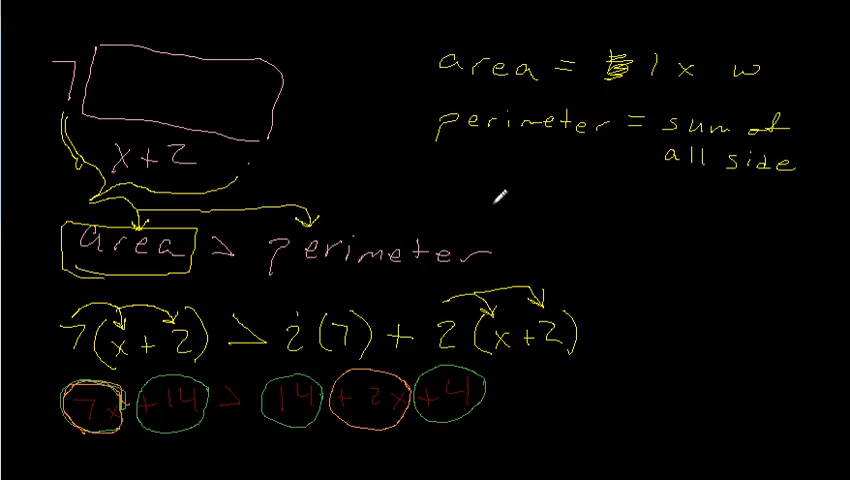 7
x + 2
area = l x w
perimeter = sum of
all side
area > perimeter
7(x + 2) > 2(7) + 2(x + 2)
7x + 14 > 14 + 2x + 4